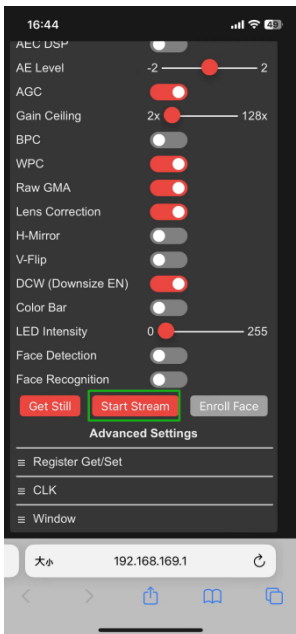 16:44 49
AEC DSP
AE Level -2 2
AGC
Gain Ceiling 2x 128x
BPC
WPC
Raw GMA
Lens Correction
H-Mirror
V-Flip
DCW (Downsize EN)
Color Bar
LED Intensity 0 255
Face Detection
Face Recognition
Get Still Start Stream Enroll Face
Advanced Settings
Register Get/Set
CLK
Window
大小 192.168.169.1